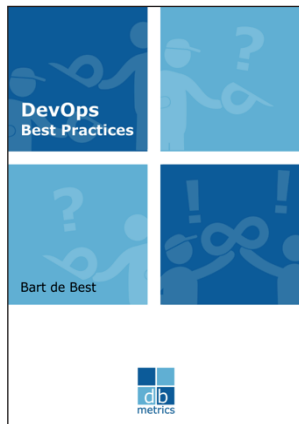 DevOps
Best Practices
?
?
! !
Bart de Best
db
metrics